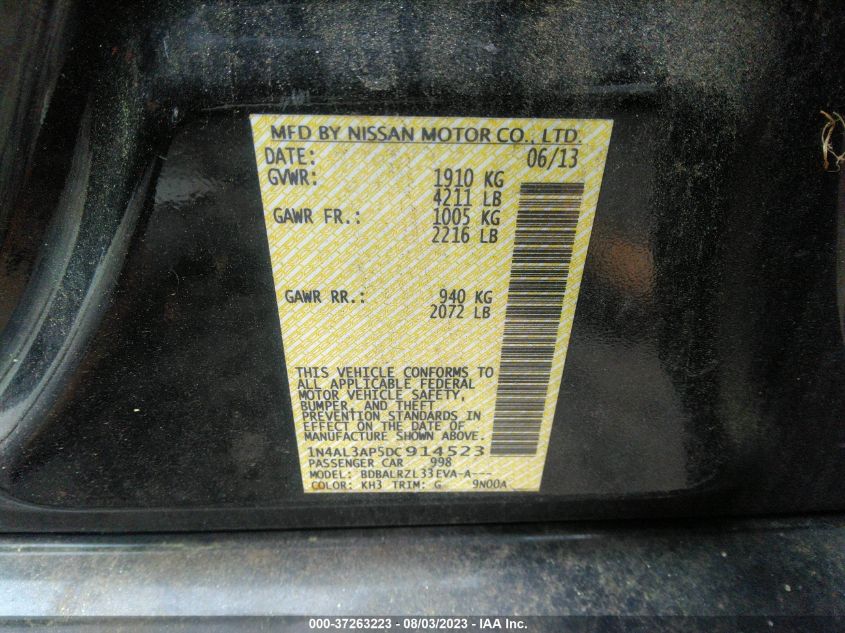 MFD BY NISSAN MOTOR CO., LTD.
DATE: 06/13
GVWR: 1910 KG
4211 LB
GAWR FR.: 1005 KG
2216 LB
GAWR RR.: 940 KG
2072 LB
THIS VEHICLE CONFORMS TO
ALL APPLICABLE FEDERAL
MOTOR VEHICLE SAFETY,
BUMPER, AND THEFT
PREVENTION STANDARDS IN
EFFECT ON THE DATE OF
MANUFACTURE SHOWN ABOVE.
1N4AL3AP5DC914523
PASSENGER CAR 998
MODEL: BDBALRZL33EVA-A---
COLOR: KH3 TRIM: G 9N00A
000-37263223 - 08/03/2023 - IAA Inc.